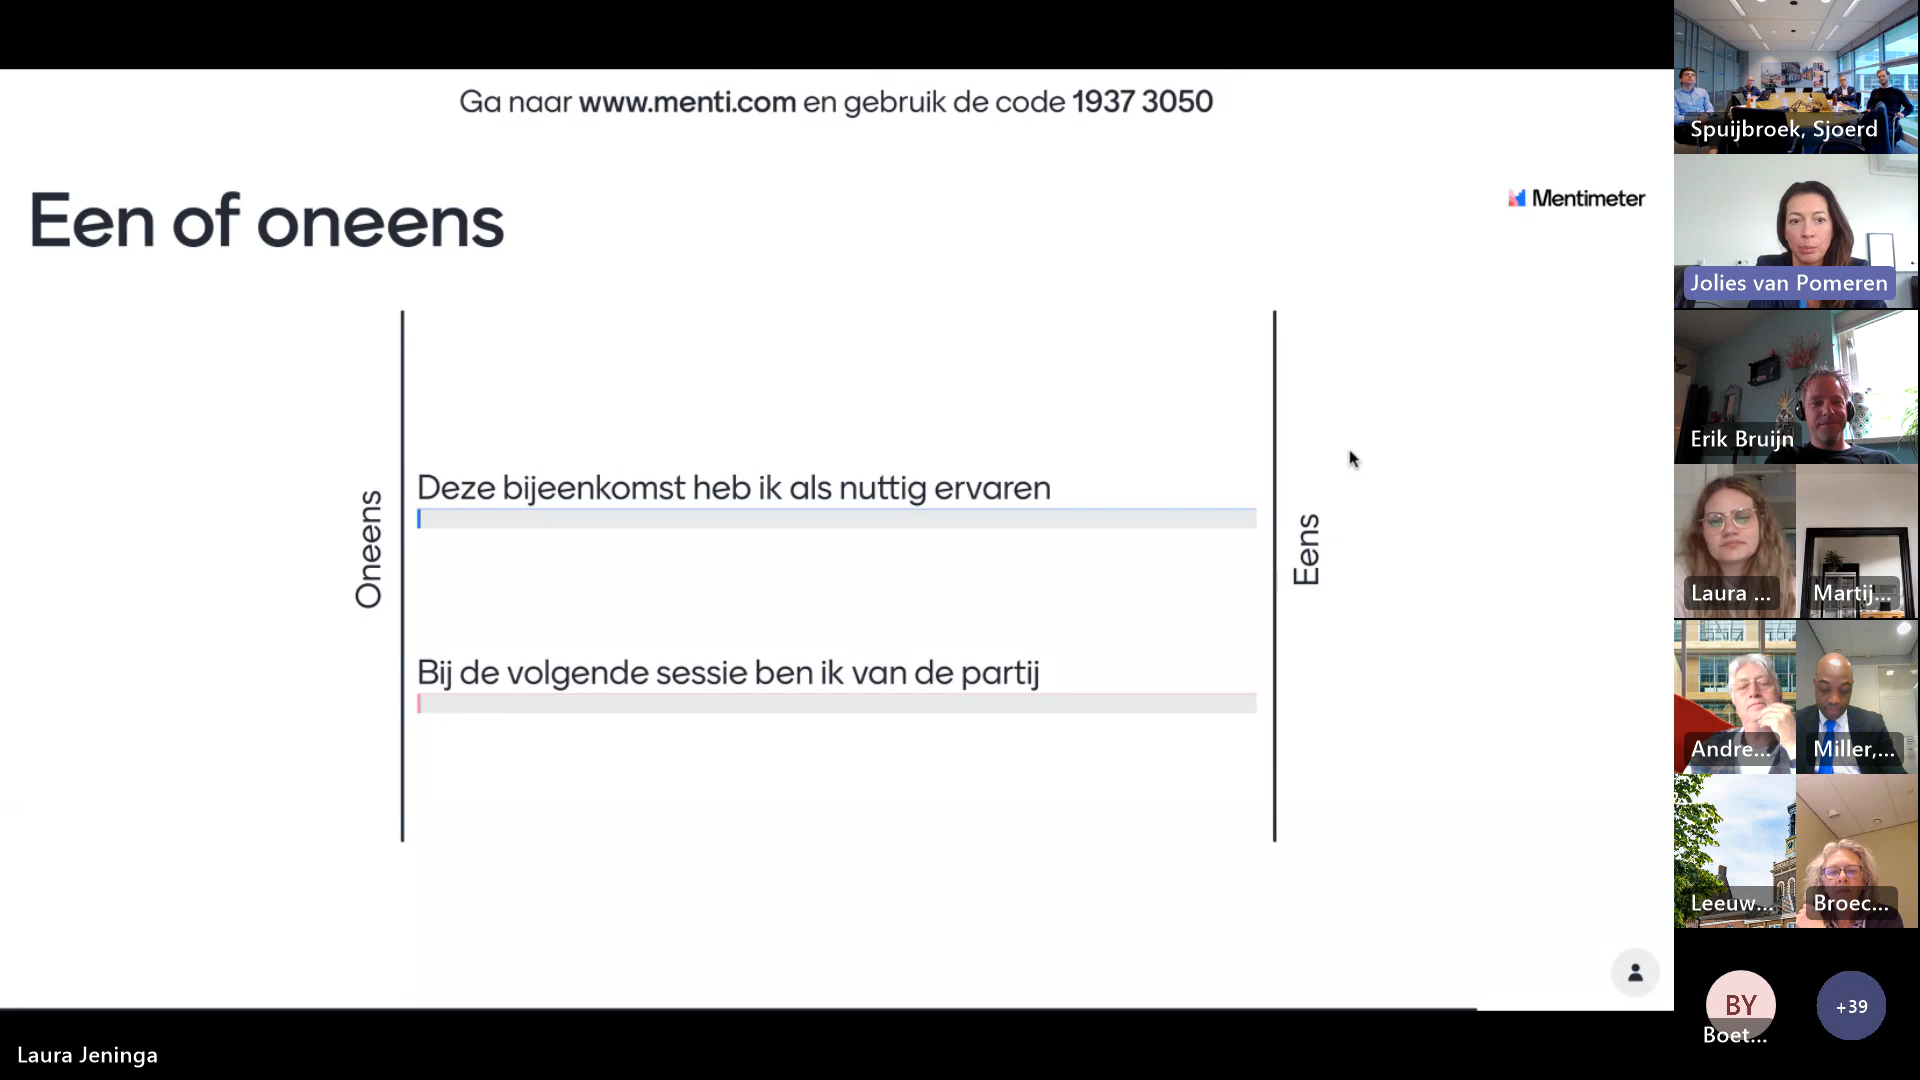 Ga naar www.menti.com en gebruik de code 1937 3050
Een of oneens
Mentimeter
Oneens
Deze bijeenkomst heb ik als nuttig ervaren
Bij de volgende sessie ben ik van de partij
Eens
Spuijbroek, Sjoerd
Jolies van Pomeren
Erik Bruijn
Laura ...
Martij...
Andre...
Miller,...
Leeuw...
Broec...
BY
Boet...
+39
Laura Jeninga